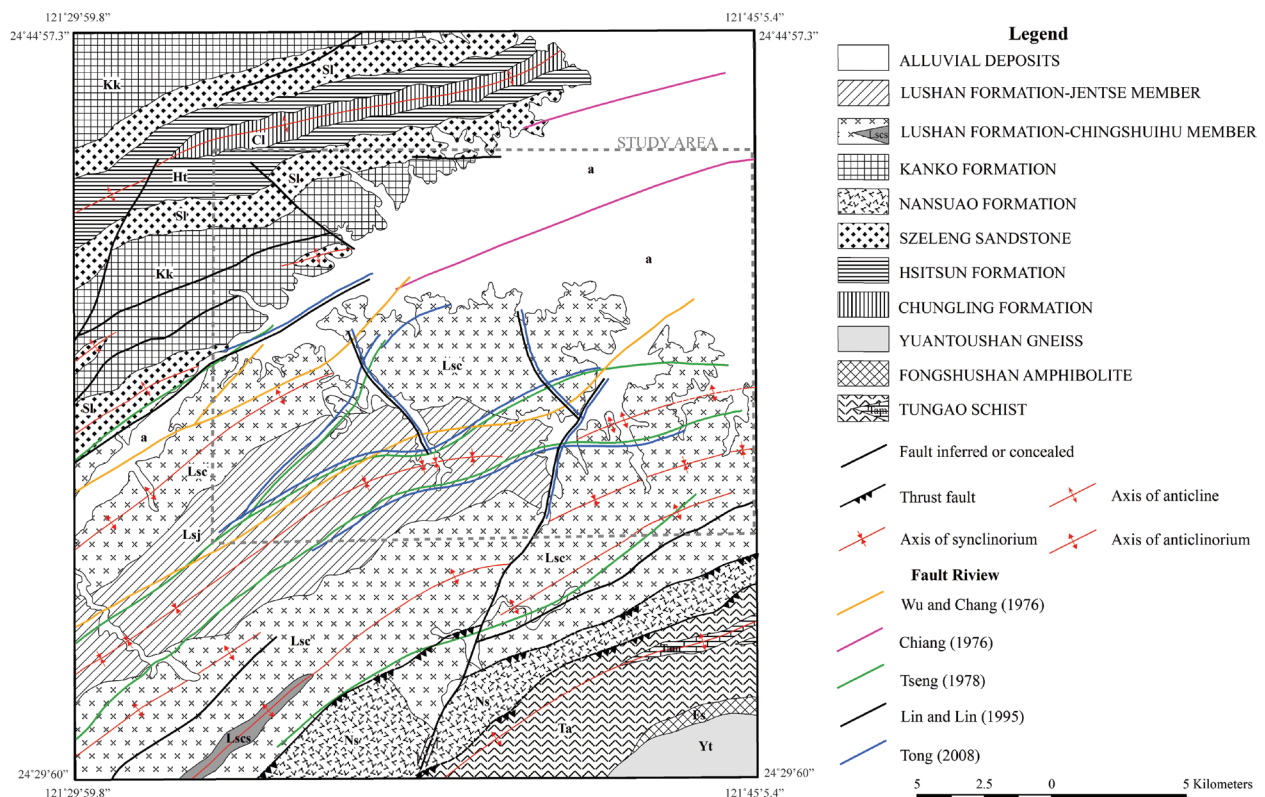 121°29'59.8"
121°45'5.4"
24°44'57.3"
24°44'57.3"
Kk
Sl
Cl
STUDY AREA
Ht
Sl
a
Sl
Kk
a
Lsc
Sl
a
Lsc
Lsj
Lsc
Lsc
Tam
Ns
Ta
Fs
Lscs
Ns
Yt
24°29'60"
24°29'60"
121°29'59.8"
121°45'5.4"
Legend
ALLUVIAL DEPOSITS
LUSHAN FORMATION-JENTSE MEMBER
Lscs
LUSHAN FORMATION-CHINGSHUIHU MEMBER
KANKO FORMATION
NANSUAO FORMATION
SZELENG SANDSTONE
HSITSUN FORMATION
CHUNGLING FORMATION
YUANTOUSHAN GNEISS
FONGSHUSHAN AMPHIBOLITE
Tam
TUNGAO SCHIST
Fault inferred or concealed
Thrust fault
Axis of anticline
Axis of synclinorium
Axis of anticlinorium
Fault Riview
Wu and Chang (1976)
Chiang (1976)
Tseng (1978)
Lin and Lin (1995)
Tong (2008)
5 2.5 0 5 Kilometers